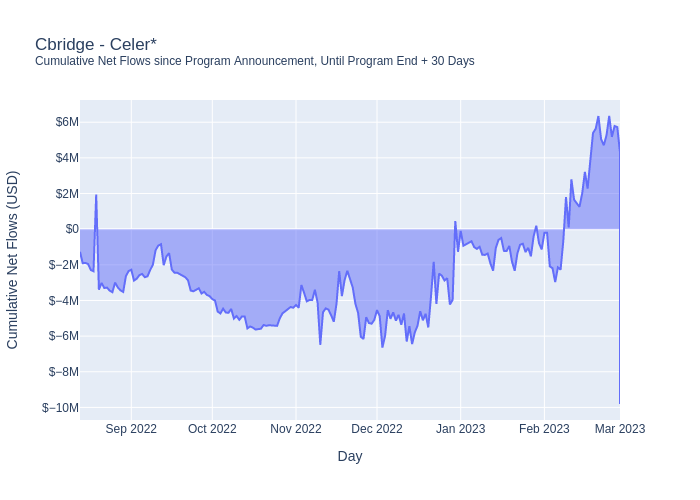 Cbridge - Celer*
Cumulative Net Flows since Program Announcement, Until Program End + 30 Days
Cumulative Net Flows (USD)
$6M
$4M
$2M
$0
$−2M
$−4M
$−6M
$−8M
$−10M
Sep 2022 Oct 2022 Nov 2022 Dec 2022 Jan 2023 Feb 2023 Mar 2023
Day